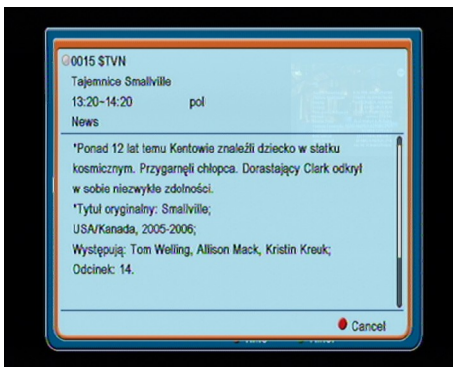 0015 $TVN
Tajemnice Smallville
13:20~14:20 pol
News
"Ponad 12 lat temu Kentowie znaleźli dziecko w statku
kosmicznym. Przygarnęli chłopca. Dorastający Clark odkrył
w sobie niezwykłe zdolności.
"Tytuł oryginalny: Smallville;
USA/Kanada, 2005-2006;
Występują: Tom Welling, Allison Mack, Kristin Kreuk;
Odcinek: 14.
Cancel